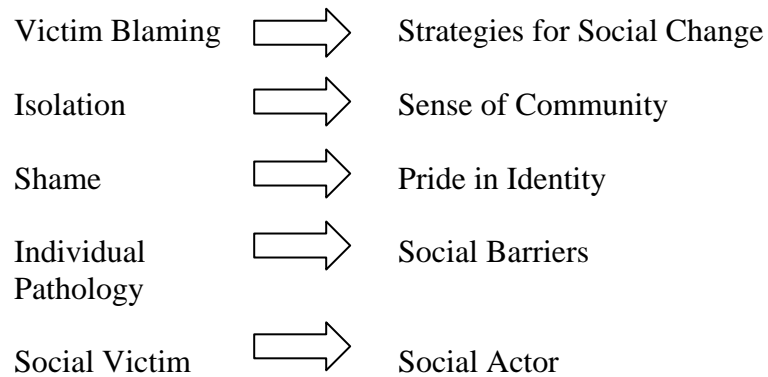 Victim Blaming Strategies for Social Change
Isolation Sense of Community
Shame Pride in Identity
Individual Social Barriers
Pathology
Social Victim Social Actor